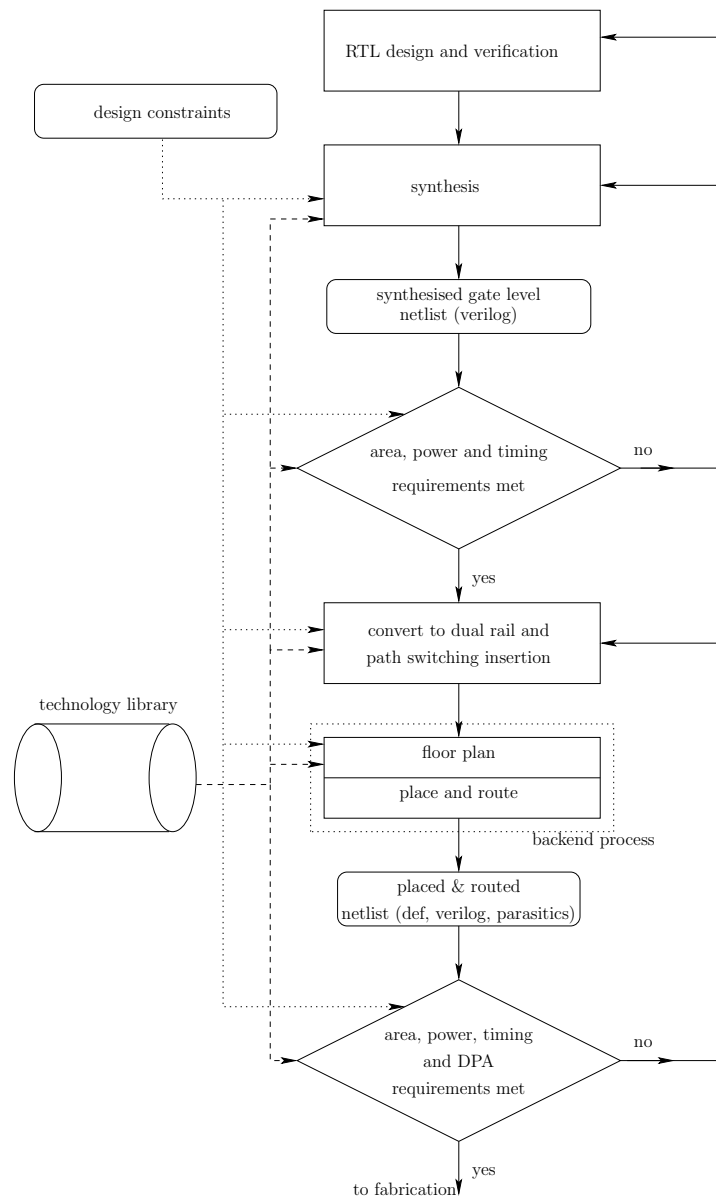 RTL design and verification
design constraints
synthesis
synthesised gate level
netlist (verilog)
area, power and timing
requirements met
no
yes
convert to dual rail and
path switching insertion
technology library
floor plan
place and route
backend process
placed & routed
netlist (def, verilog, parasitics)
area, power, timing
and DPA
requirements met
no
yes
to fabrication